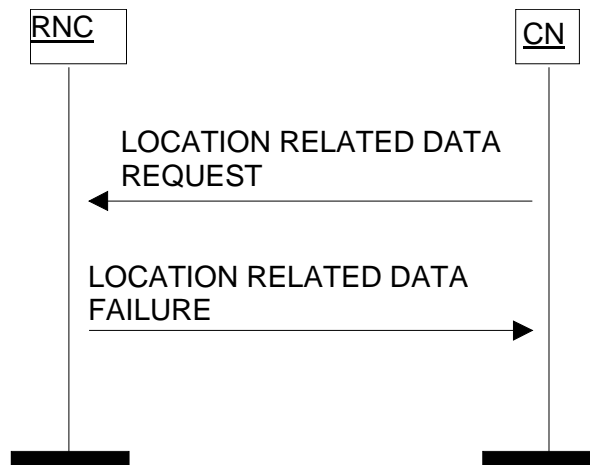 RNC
CN
LOCATION RELATED DATA
REQUEST
LOCATION RELATED DATA
FAILURE